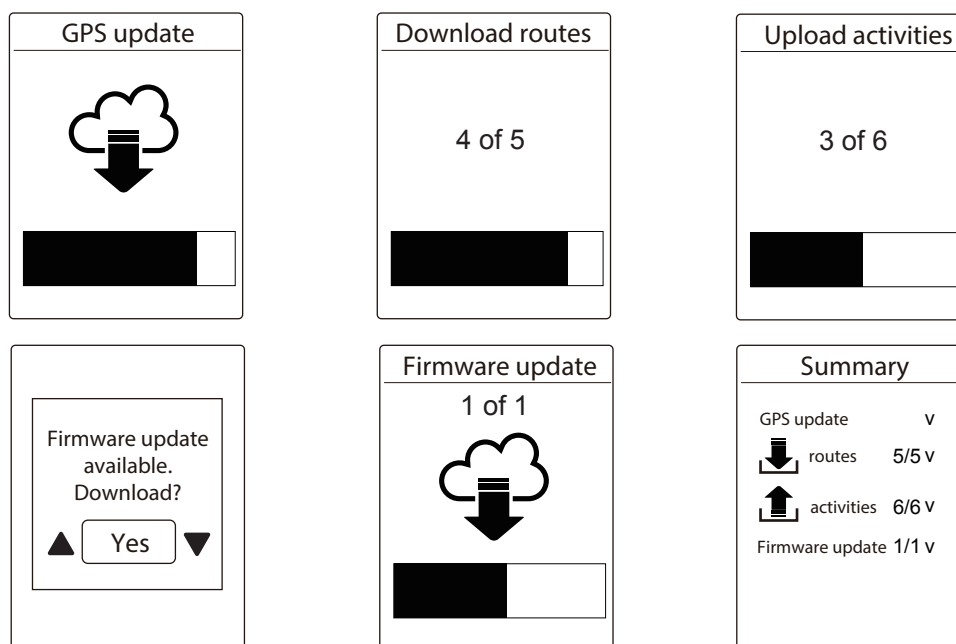 GPS update
Download routes
4 of 5
Upload activities
3 of 6
Firmware update
available.
Download?
Yes
Firmware update
1 of 1
Summary
GPS update v
routes 5/5 v
activities 6/6 v
Firmware update 1/1 v